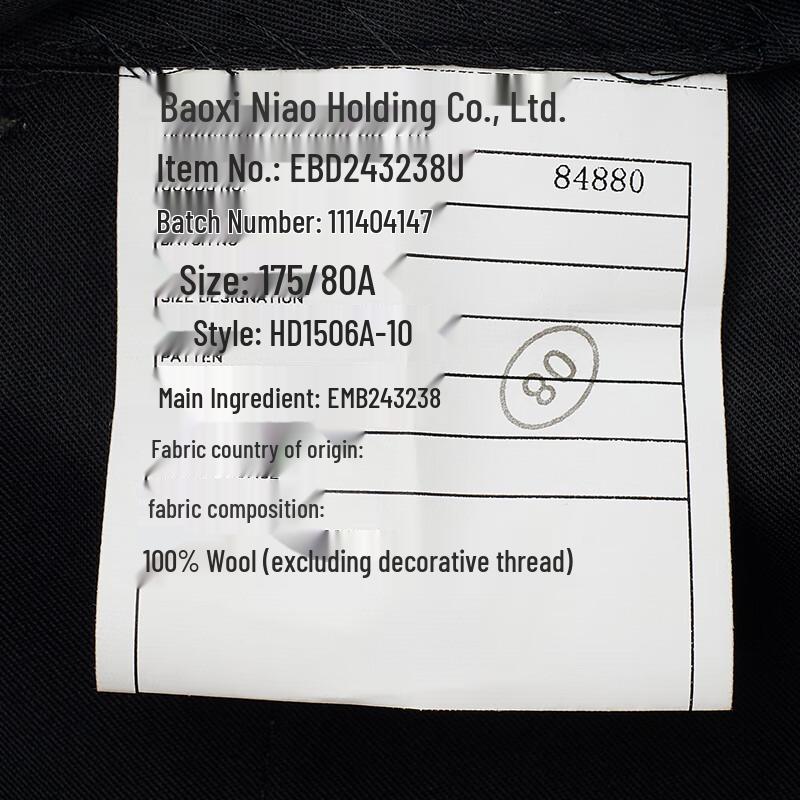 Baoxi Niao Holding Co., Ltd.
Item No.: EBD243238U
84880
Batch Number: 111404147
Size: 175/80A
SIZE DESIGNATION
Style: HD1506A-10
PATTEN
80
Main Ingredient: EMB243238
Fabric country of origin:
fabric composition:
100% Wool (excluding decorative thread)